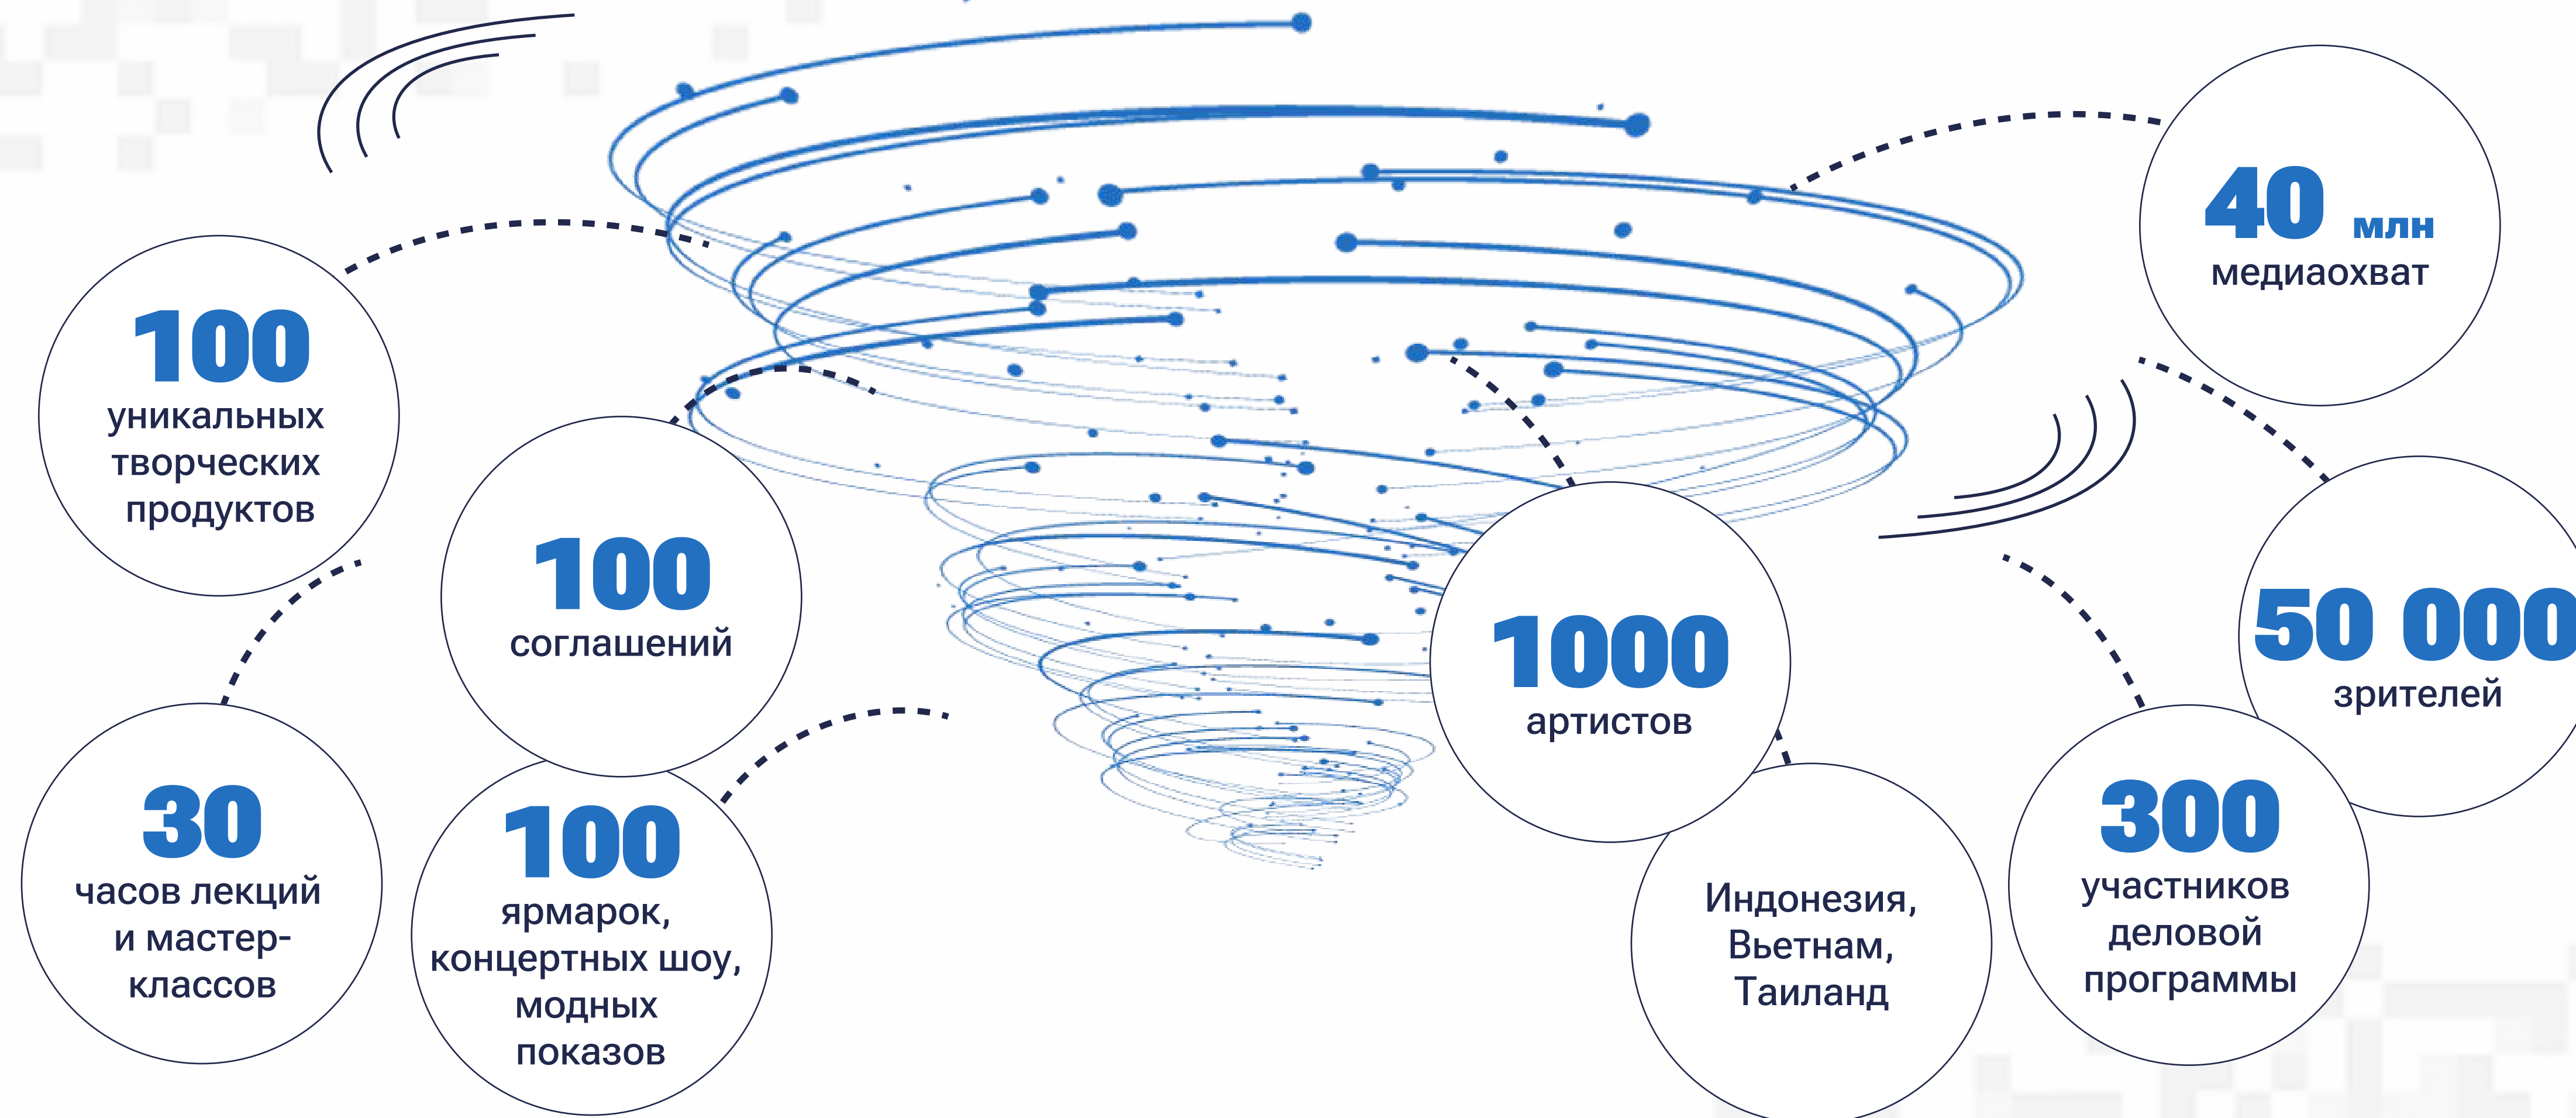 100
уникальных
творческих
продуктов
100
соглашений
30
часов лекций
и мастер-
классов
100
ярмарок,
концертных шоу,
модных
показов
40 млн
медиаохват
50 000
зрителей
1000
артистов
Индонезия,
Вьетнам,
Таиланд
300
участников
деловой
программы